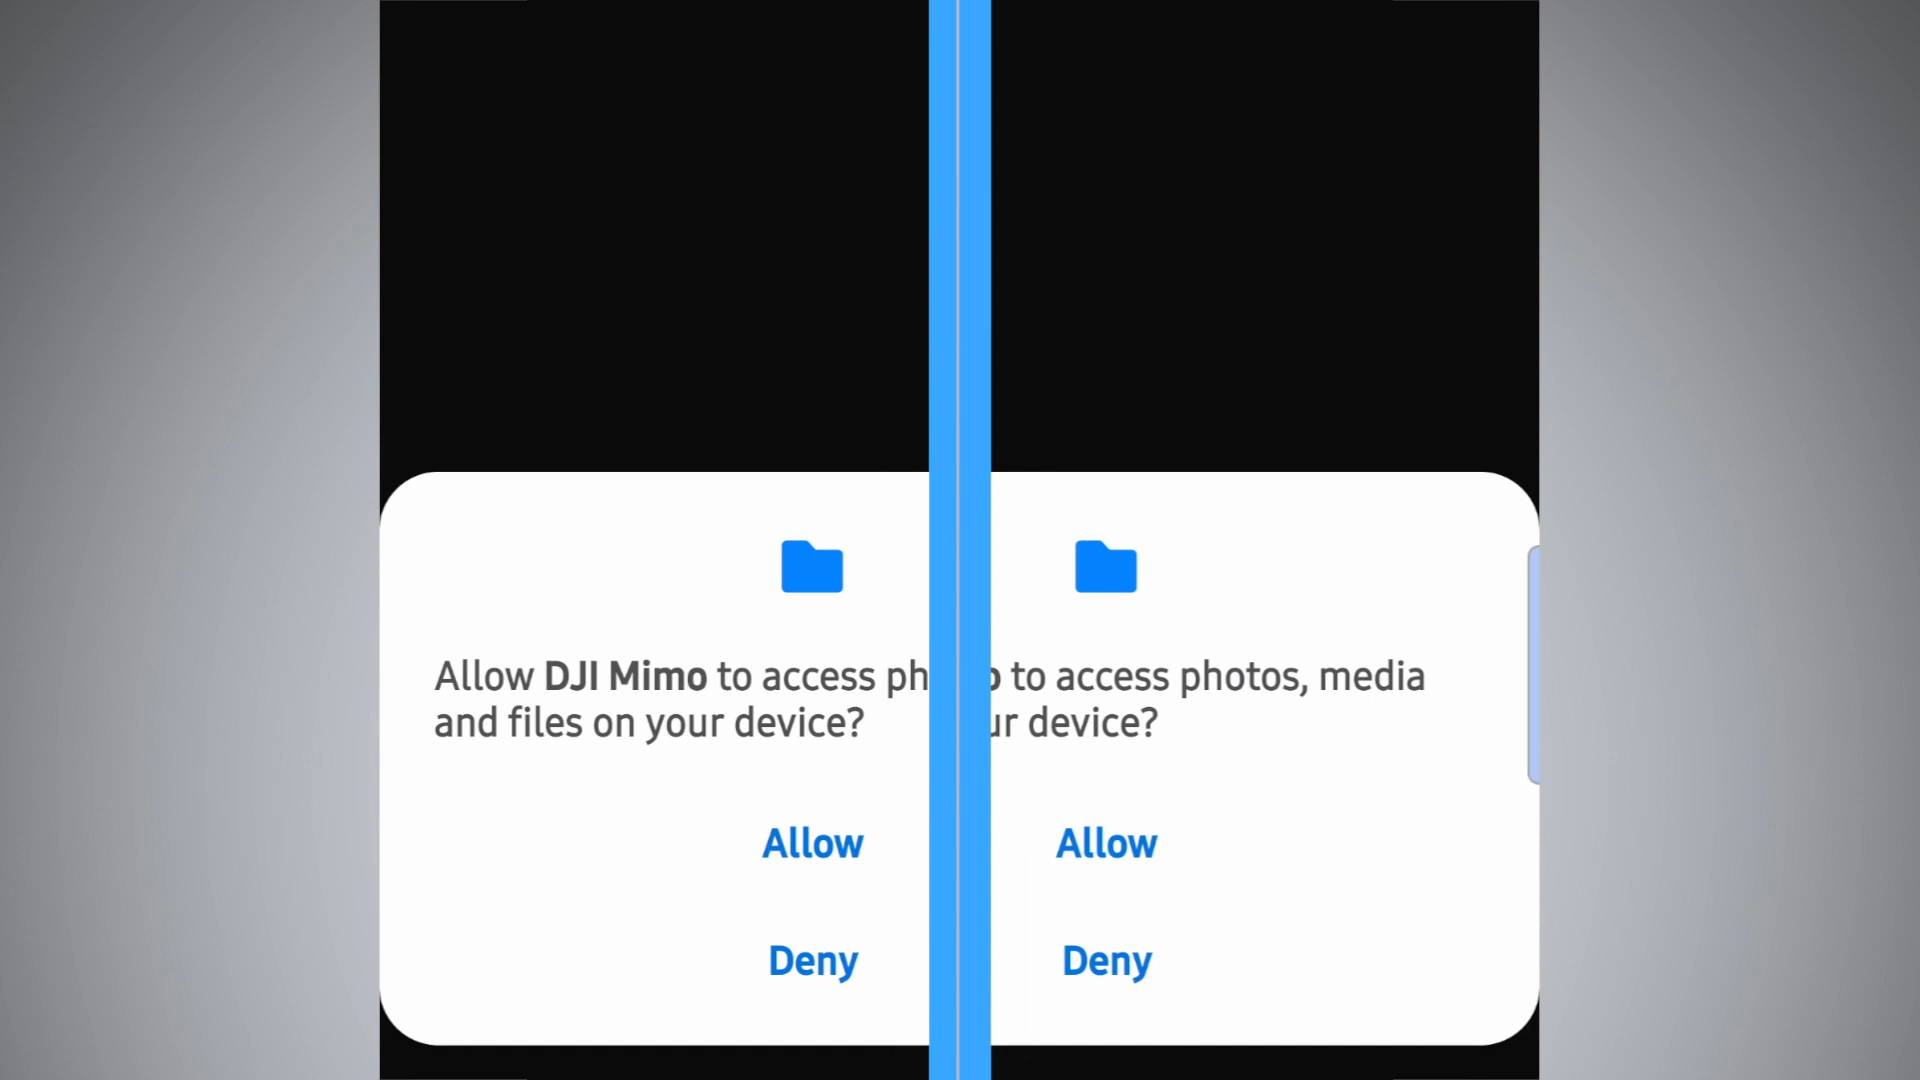 Allow DJI Mimo to access ph
and files on your device?
Allow
Deny
o to access photos, media
ur device?
Allow
Deny